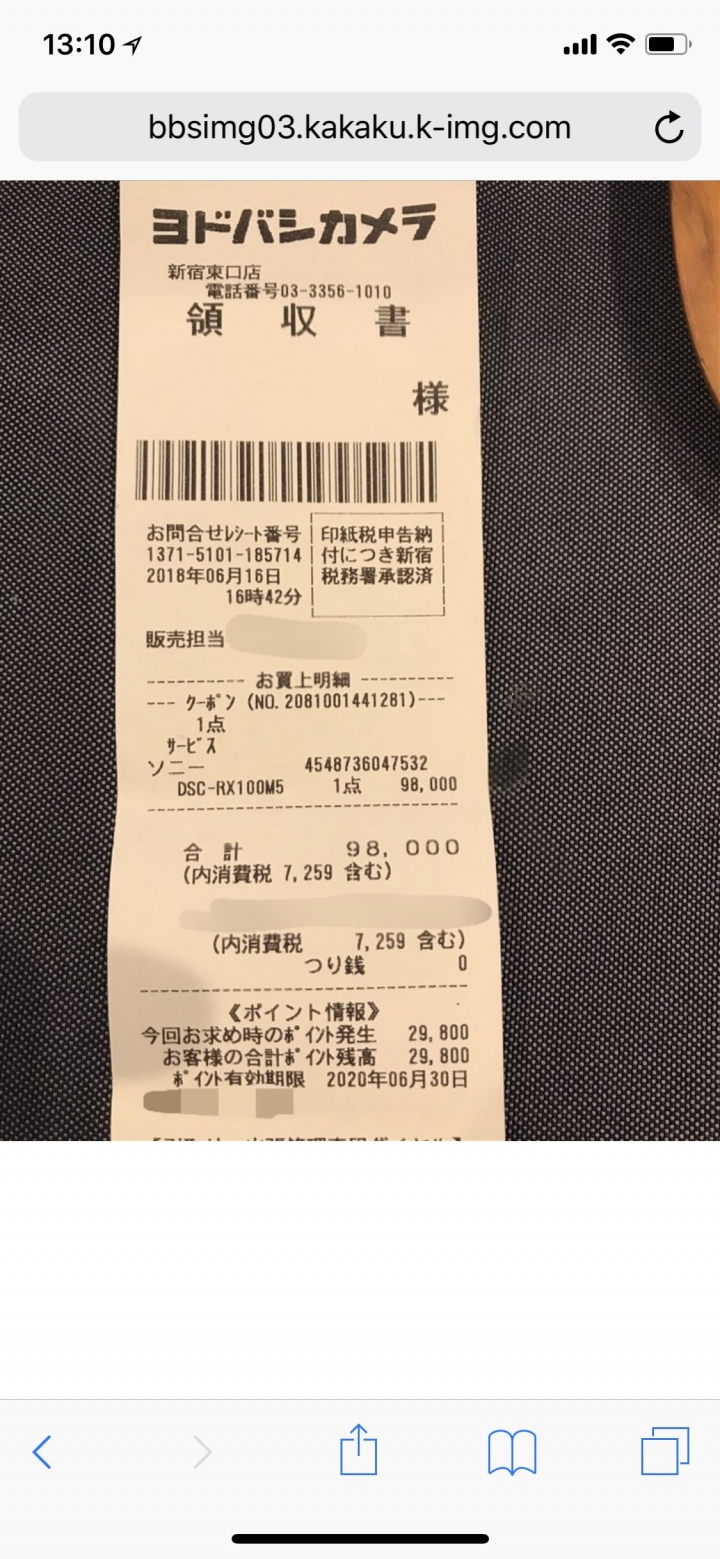 13:10
bbsimg03.kakaku.k-img.com
ヨドバシカメラ
新宿東口店
電話番号03-3356-1010
領 収 書
様
お問合せﾚｼｰﾄ番号
1371-5101-185714
2018年06月16日
16時42分
印紙税申告納
付につき新宿
税務署承認済
販売担当
お買上明細
--- ｸｰﾎﾟﾝ (NO. 2081001441281)---
1点
ｻｰﾋﾞｽ
ソニー 4548736047532
DSC-RX100M5 1点 98,000
合 計 98, 000
(内消費税 7,259 含む)
(内消費税 7,259 含む)
つり銭 0
《ポイント情報》
今回お求め時のﾎﾟｲﾝﾄ発生 29,800
お客様の合計ﾎﾟｲﾝﾄ残高 29,800
ﾎﾟｲﾝﾄ有効期限 2020年06月30日